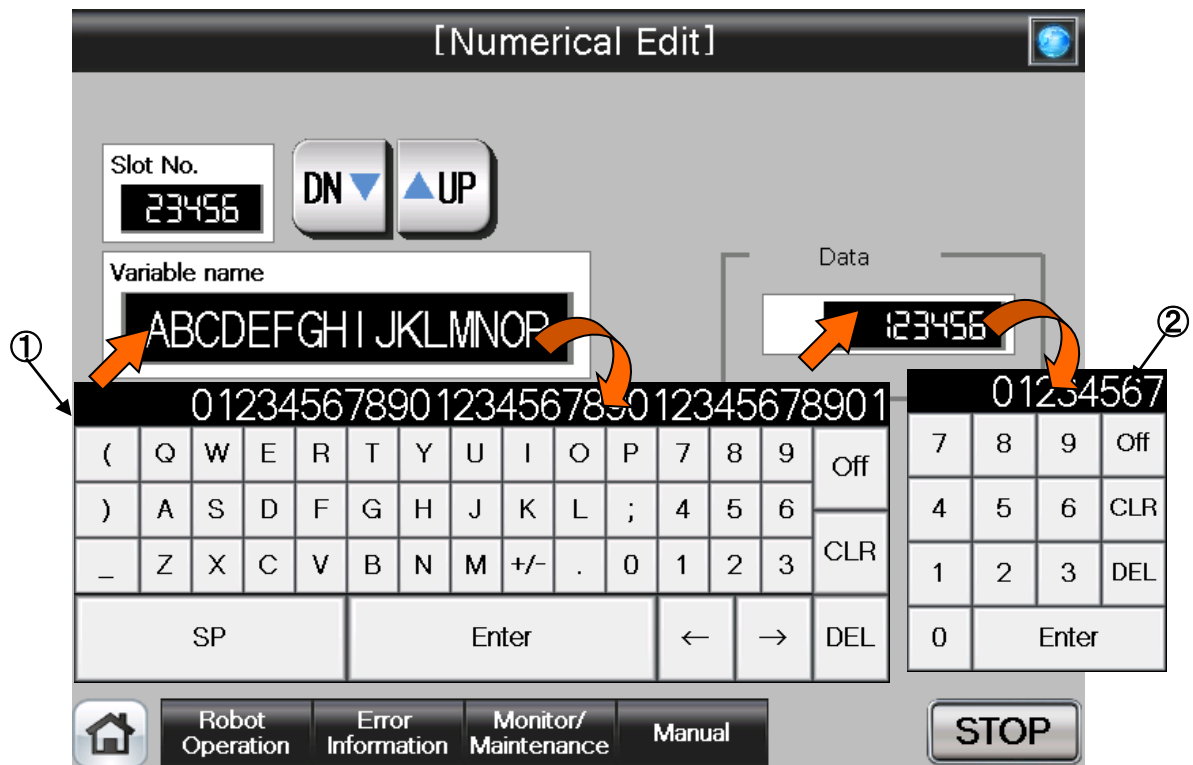 [Numerical Edit]
Slot No.
23456
DN UP
Variable name
ABCDEFGHIJKLMNOP
Data
123456
①
②
01234567890123456789012345678901
( Q W E R T Y U I O P 7 8 9 Off
) A S D F G H J K L ; 4 5 6
_ Z X C V B N M +/- . 0 1 2 3 CLR
SP Enter ← → DEL
01234567
7 8 9 Off
4 5 6 CLR
1 2 3 DEL
0 Enter
Robot Operation
Error Information
Monitor/ Maintenance
Manual
STOP